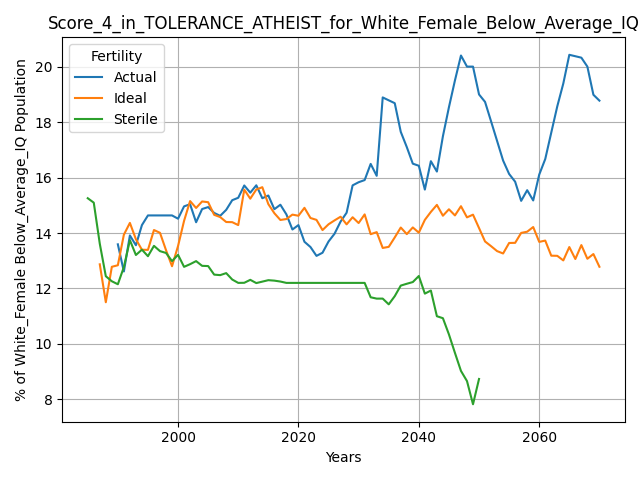 Score_4_in_TOLERANCE_ATHEIST_for_White_Female_Below_Average_IQ
Fertility
Actual
Ideal
Sterile
% of White_Female Below_Average_IQ Population
20
18
16
14
12
10
8
2000
2020
2040
2060
Years